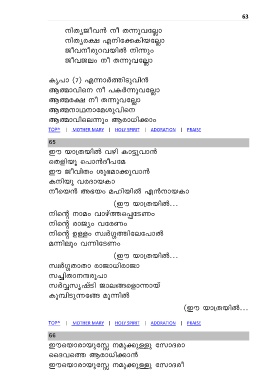 63
നിത്യജീവൻ നീ തന്നുവല്ലോ
നിത്യരക്ഷ എനിക്കേകിയല്ലോ
ജീവനീരുറവയിൽ നിന്നും
ജീവജലം നീ തന്നുവല്ലോ
കൃപാ (2) എന്നാർത്തിടുവിൻ
ആത്മാവിനെ നീ പകർന്നുവല്ലോ
ആത്മരക്ഷ നീ തന്നുവല്ലോ
ആത്മനാഥനാമേശുവിനെ
ആത്മാവിലെന്നും ആരാധിക്കാം
TOP^ | MOTHER MARY | HOLY SPIRIT | ADORATION | PRAISE
65
ഈ യാത്രയിൽ വഴി കാട്ടുവാൻ
തെളിയൂ പൊൻദീപമേ
ഈ ജീവിതം ശുഭമാക്കുവാൻ
കനിയൂ വരദായകാ
നീയെൻ അഭയം മഹിയിൽ എൻനായകാ
(ഈ യാത്രയിൽ...
നിന്റെ നാമം വാഴ്ത്തപ്പെടേണം
നിന്റെ രാജ്യം വരേണം
നിന്റെ ഉള്ളം സ്വർഗ്ഗത്തിലേപോൽ
മന്നിലും വന്നിടേണം
(ഈ യാത്രയിൽ...
സ്വർഗ്ഗതാതാ രാജാധിരാജാ
സച്ചിതാനന്ദരൂപാ
സർവ്വസൃഷ്ടി ജാലങ്ങളൊന്നായ്
കുമ്പിടുന്നങ്ങേ മുന്നിൽ
(ഈ യാത്രയിൽ...
TOP^ | MOTHER MARY | HOLY SPIRIT | ADORATION | PRAISE
66
ഈയൊരായുസ്സേ നമുക്കുള്ളൂ സോദരാ
ദൈവത്തെ ആരാധിക്കാൻ
ഈയൊരായുസ്സേ നമുക്കുള്ളൂ സോദരീ